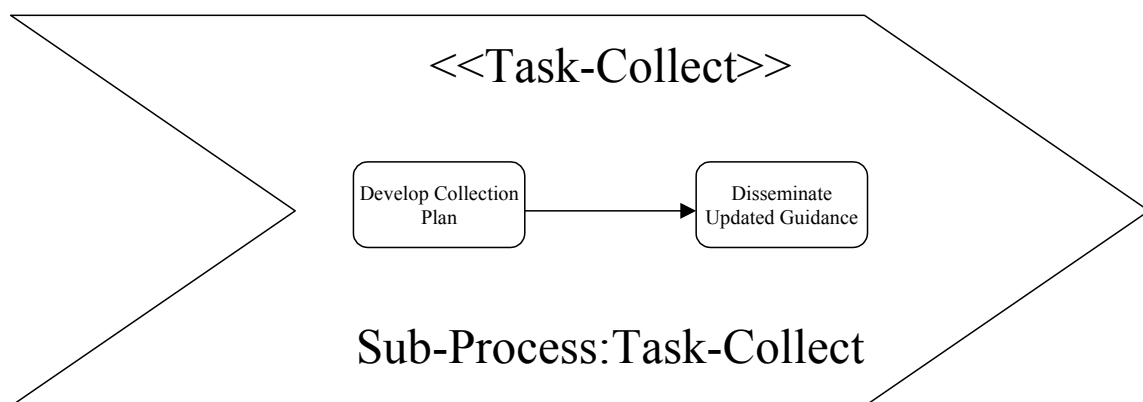 <<Task-Collect>>
Develop Collection
Plan
Disseminate
Updated Guidance
Sub-Process:Task-Collect